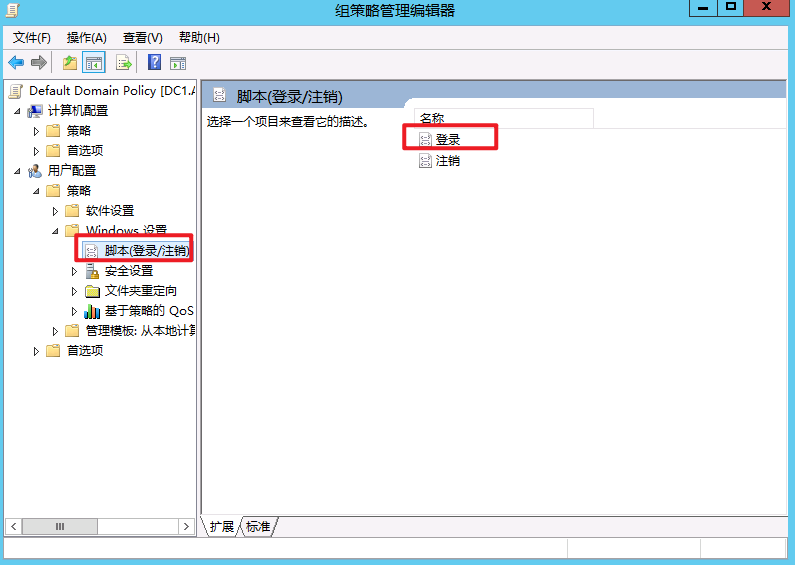 组策略管理编辑器
文件(F) 操作(A) 查看(V) 帮助(H)
Default Domain Policy [DC1.
计算机配置
策略
首选项
用户配置
策略
软件设置
Windows 设置
脚本(登录/注销)
安全设置
文件夹重定向
基于策略的 QoS
管理模板: 从本地计
首选项
脚本(登录/注销)
选择一个项目来查看它的描述。
名称
登录
注销
扩展 标准